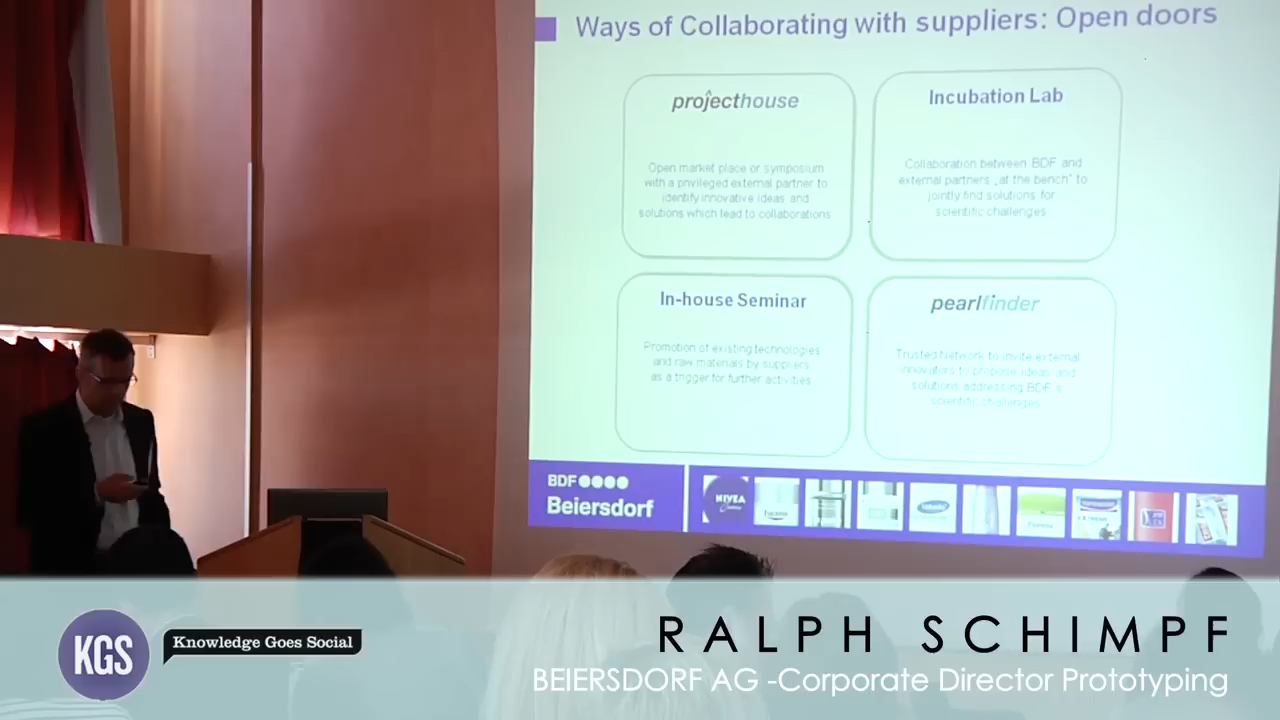 Ways of Collaborating with suppliers: Open doors
projecthouse
Open market place or symposium
with a privileged external partner to
identify innovative ideas and
solutions which lead to collaborations
Incubation Lab
Collaboration between BDF and
external partners „at the bench“ to
jointly find solutions for
scientific challenges
In-house Seminar
Promotion of existing technologies
and raw materials by suppliers
as a trigger for further activities
pearlfinder
Trusted Network to invite external
innovators to propose ideas and
solutions addressing BDF's
scientific challenges
BDF
Beiersdorf
NIVEA
KGS
Knowledge Goes Social
RALPH SCHIMPF
BEIERSDORF AG -Corporate Director Prototyping